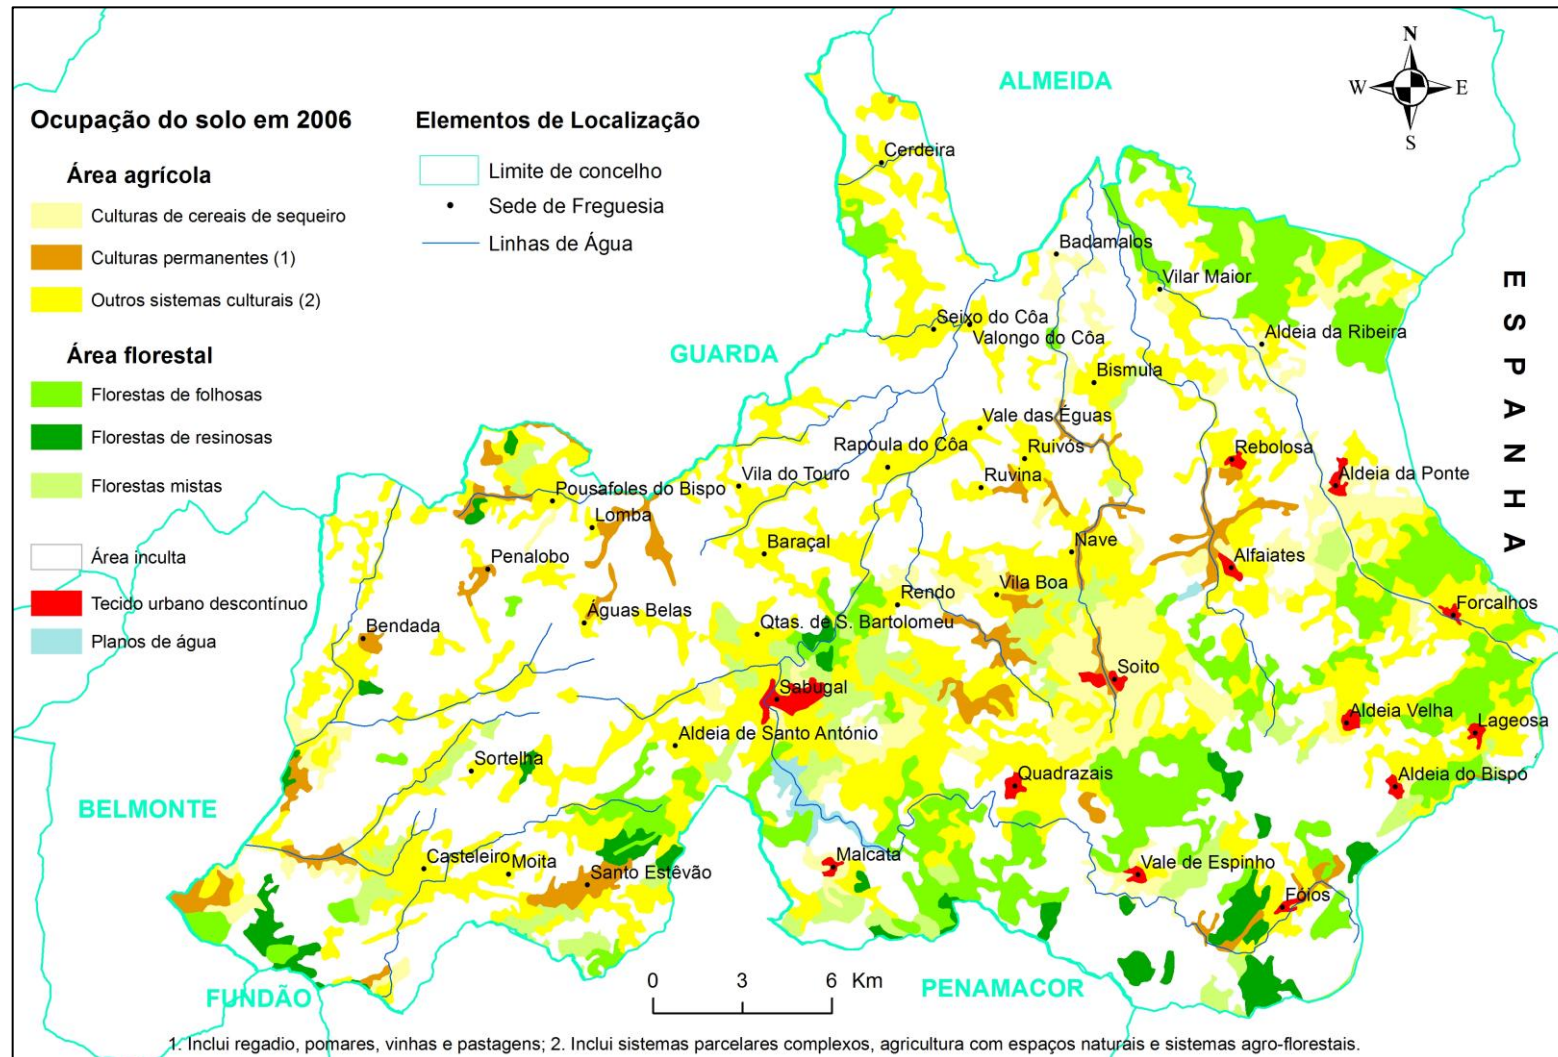 Ocupação do solo em 2006
Área agrícola
Culturas de cereais de sequeiro
Culturas permanentes (1)
Outros sistemas culturais (2)
Área florestal
Florestas de folhosas
Florestas de resinosas
Florestas mistas
Área inculta
Tecido urbano descontínuo
Planos de água
Elementos de Localização
Limite de concelho
Sede de Freguesia
Linhas de Água
N
W
E
S
ALMEIDA
GUARDA
BELMONTE
FUNDÃO
PENAMACOR
ESPANHA
Cerdeira
Badamalos
Vilar Maior
Seixo do Côa
Valongo do Côa
Aldeia da Ribeira
Bismula
Vale das Éguas
Rapoula do Côa
Ruivós
Rebolosa
Aldeia da Ponte
Vila do Touro
Ruvina
Pousafoles do Bispo
Lomba
Baraçal
Nave
Alfaiates
Penalobo
Vila Boa
Rendo
Forcalhos
Águas Belas
Qtas. de S. Bartolomeu
Bendada
Soito
Sabugal
Aldeia Velha
Lageosa
Aldeia de Santo António
Sortelha
Quadrazais
Aldeia do Bispo
Casteleiro
Moita
Santo Estêvão
Malcata
Vale de Espinho
Fóios
0 3 6 Km
1. Inclui regadio, pomares, vinhas e pastagens; 2. Inclui sistemas parcelares complexos, agricultura com espaços naturais e sistemas agro-florestais.